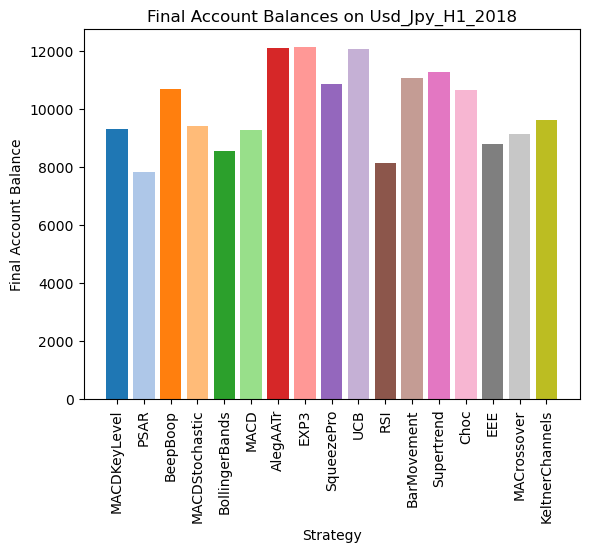 Final Account Balances on Usd_Jpy_H1_2018
Final Account Balance
12000
10000
8000
6000
4000
2000
0
MACDKeyLevel
PSAR
BeepBoop
MACDStochastic
BollingerBands
MACD
AlegAATr
EXP3
SqueezePro
UCB
RSI
BarMovement
Supertrend
Choc
EEE
MACrossover
KeltnerChannels
Strategy